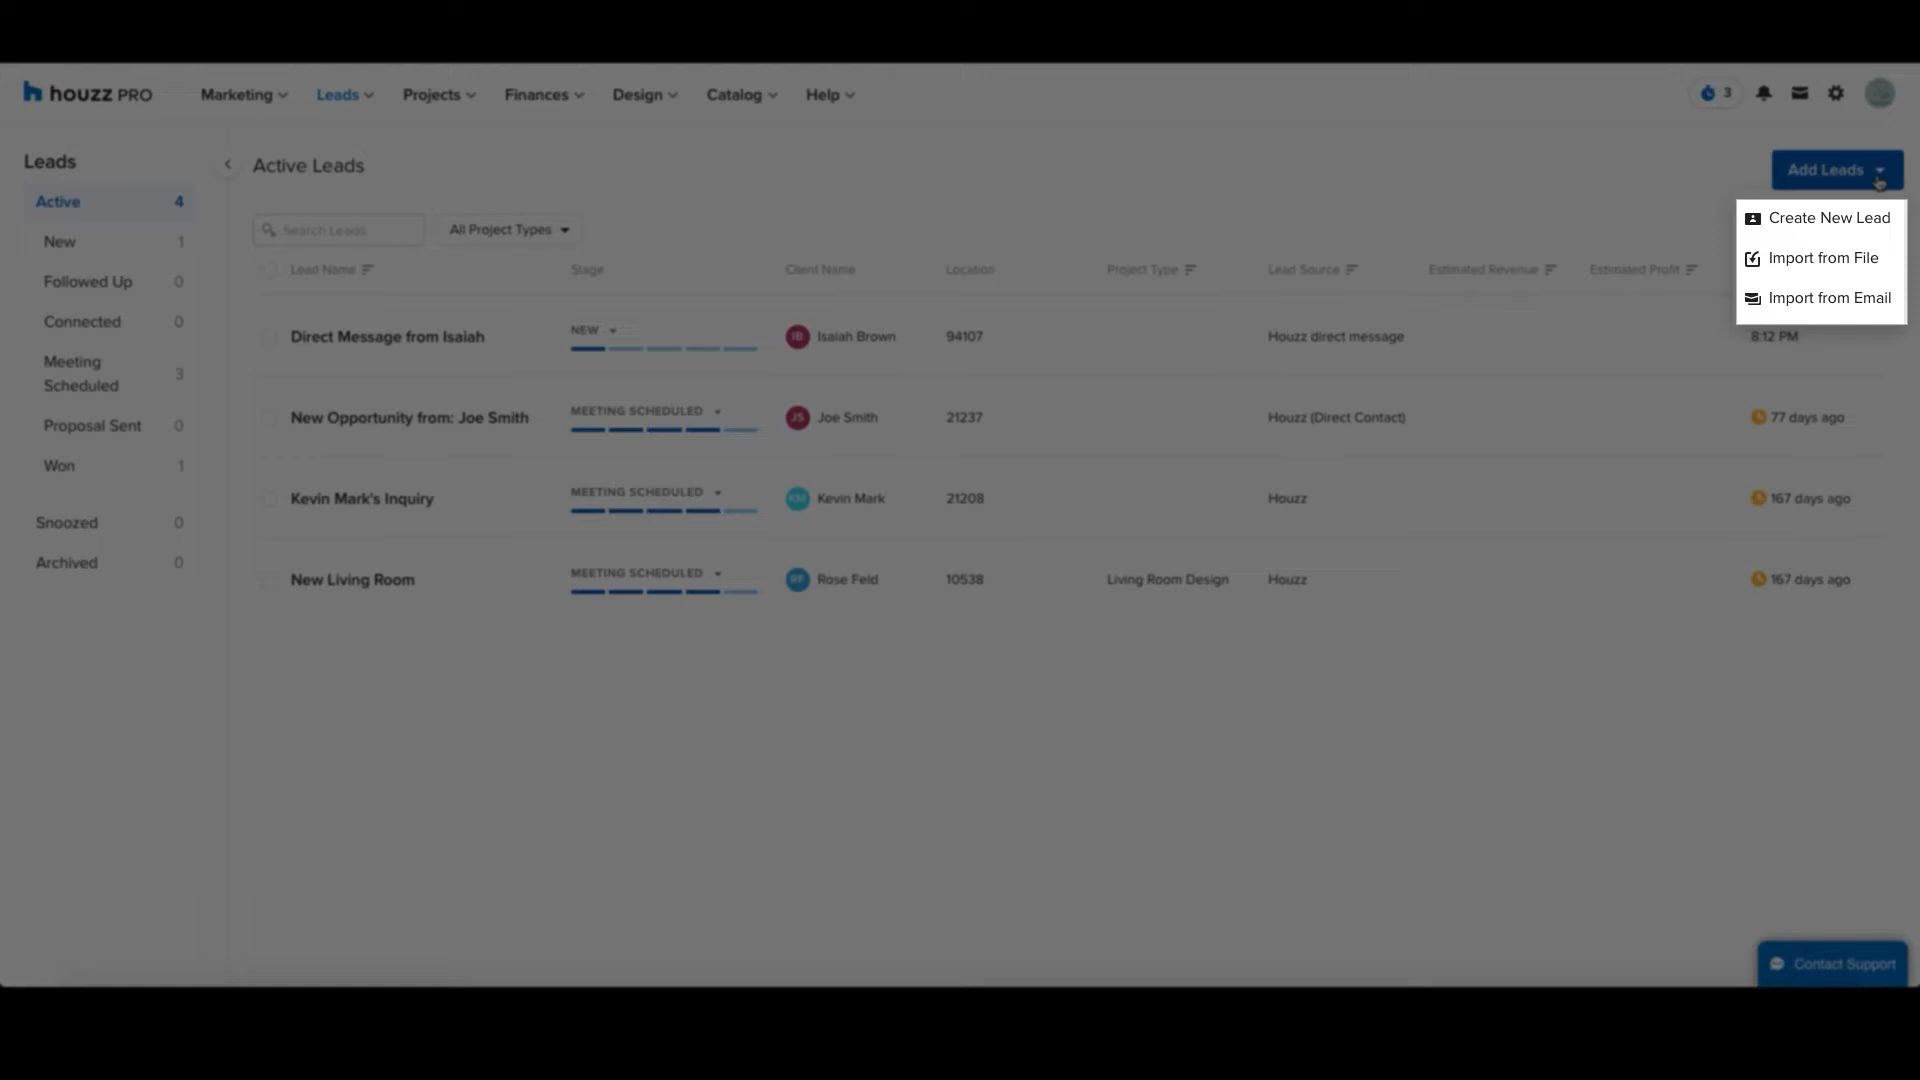 houzz PRO
Marketing
Leads
Projects
Finances
Design
Catalog
Help
3
Leads
Active 4
New 1
Followed Up 0
Connected 0
Meeting
Scheduled 3
Proposal Sent 0
Won 1
Snoozed 0
Archived 0
Active Leads
Add Leads
Create New Lead
Import from File
Import from Email
Search Leads
All Project Types
Lead Name Stage Client Name Location Project Type Lead Source Estimated Revenue Estimated Profit
Direct Message from Isaiah NEW IB Isaiah Brown 94107 Houzz direct message 8:12 PM
New Opportunity from: Joe Smith MEETING SCHEDULED JS Joe Smith 21237 Houzz (Direct Contact) 77 days ago
Kevin Mark's Inquiry MEETING SCHEDULED KM Kevin Mark 21208 Houzz 167 days ago
New Living Room MEETING SCHEDULED RF Rose Feld 10538 Living Room Design Houzz 167 days ago
Contact Support